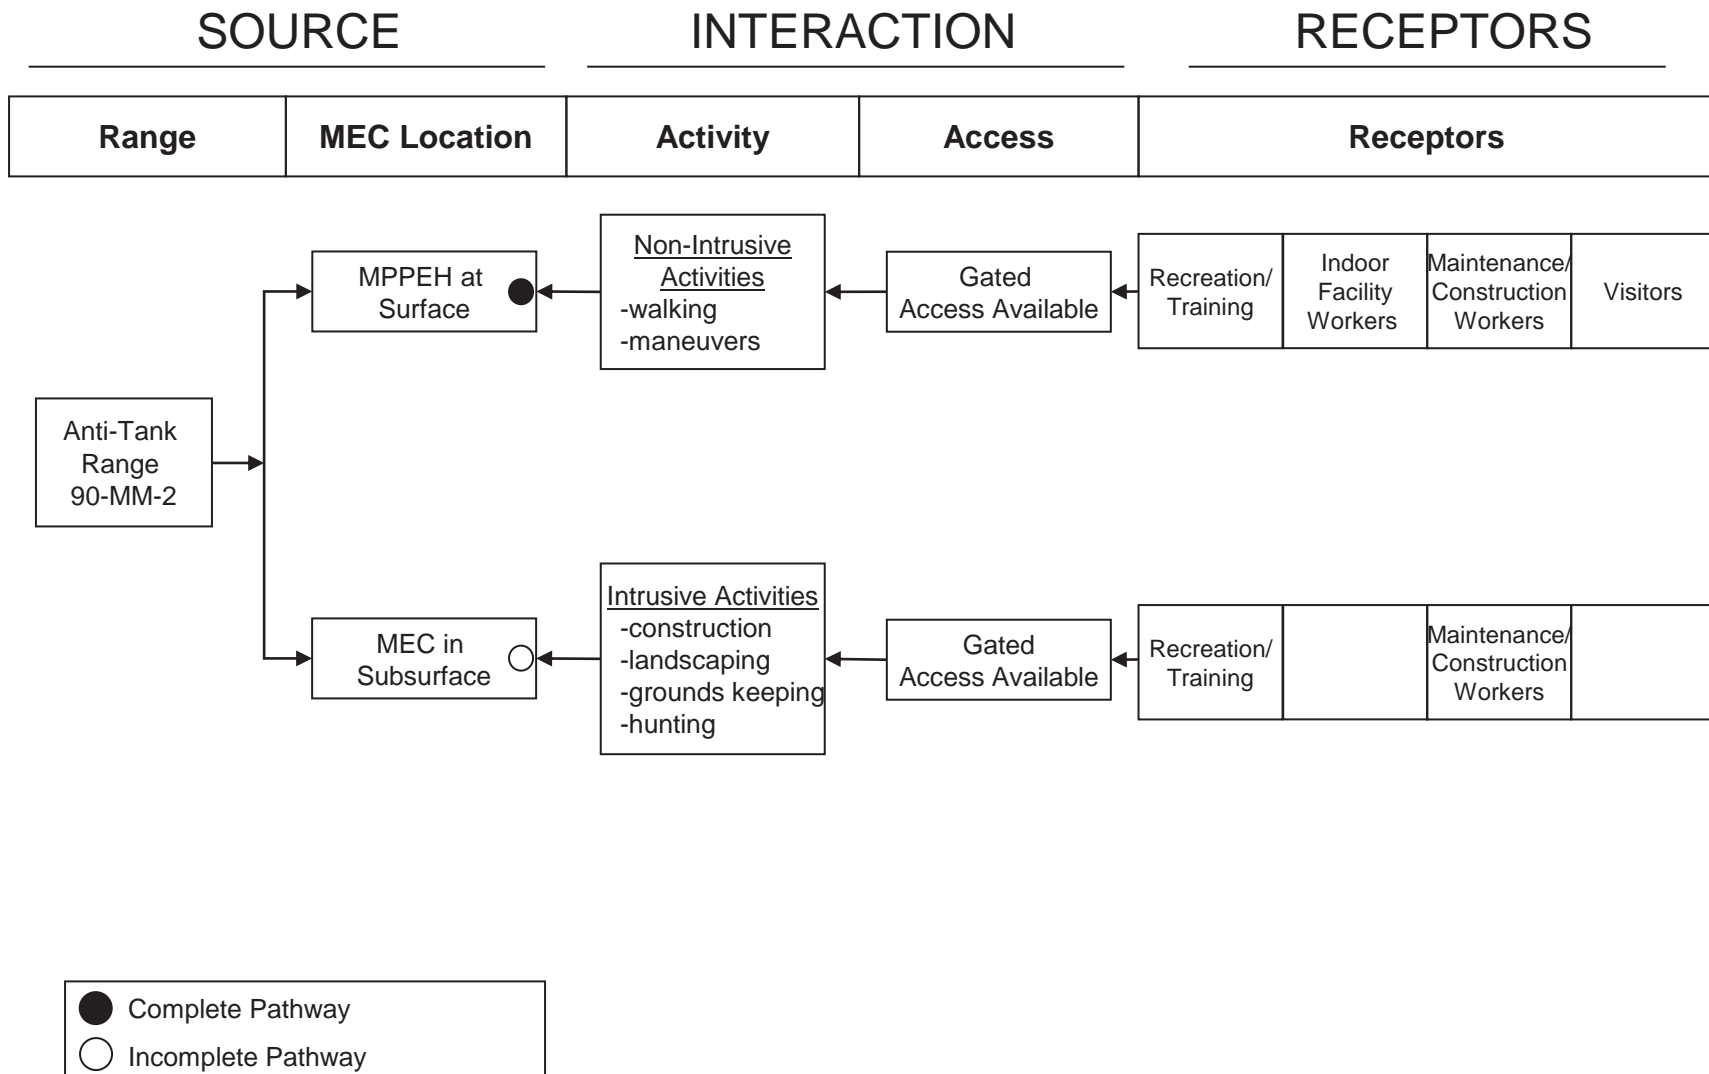 SOURCE
INTERACTION
RECEPTORS
Range
MEC Location
Activity
Access
Receptors
MPPEH at
Surface
Non-Intrusive
Activities
-walking
-maneuvers
Gated
Access Available
Recreation/
Training
Indoor
Facility
Workers
Maintenance/
Construction
Workers
Visitors
Anti-Tank
Range
90-MM-2
MEC in
Subsurface
Intrusive Activities
-construction
-landscaping
-grounds keeping
-hunting
Gated
Access Available
Recreation/
Training
Maintenance/
Construction
Workers
Complete Pathway
Incomplete Pathway